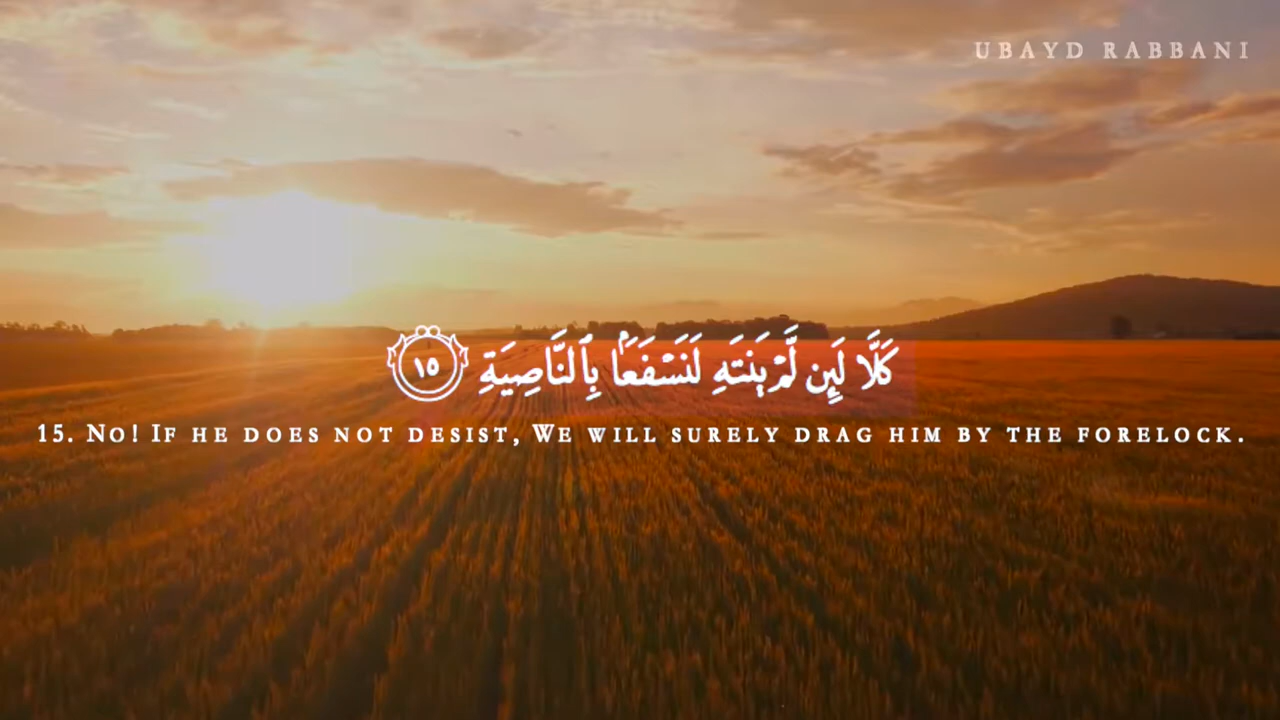 UBAYD RABBANI
كَلَّا لَئِن لَّمْ يَنتَهِ لَنَسْفَعًۢا بِٱلنَّاصِيَةِ ١٥
15. No! If he does not desist, We will surely drag him by the forelock.